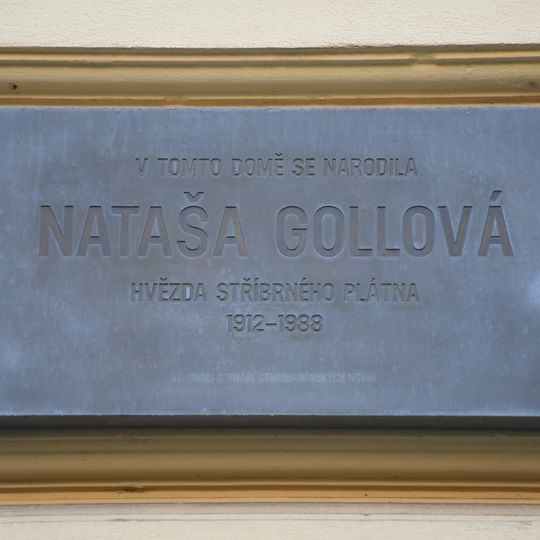 V TOMTO DOMĚ SE NARODILA
NATAŠA GOLLOVÁ
HVĚZDA STŘÍBRNÉHO PLÁTNA
1912–1988
VĚNOVALI ČTENÁŘI STAROBRNĚNSKÝCH NOVIN